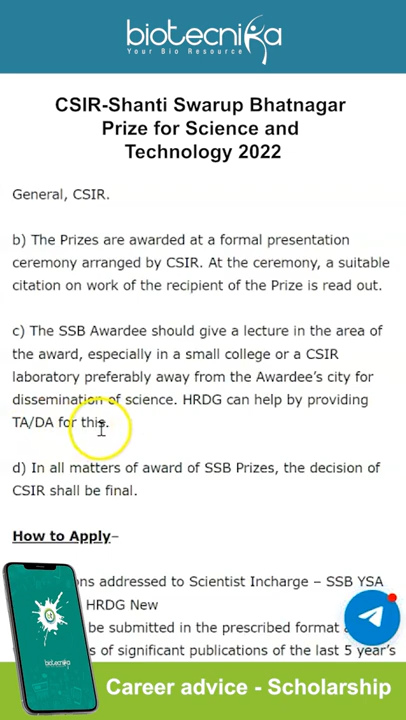 biotecnika
Your Bio Resource
CSIR-Shanti Swarup Bhatnagar
Prize for Science and
Technology 2022
General, CSIR.
b) The Prizes are awarded at a formal presentation
ceremony arranged by CSIR. At the ceremony, a suitable
citation on work of the recipient of the Prize is read out.
c) The SSB Awardee should give a lecture in the area of
the award, especially in a small college or a CSIR
laboratory preferably away from the Awardee's city for
dissemination of science. HRDG can help by providing
TA/DA for this.
d) In all matters of award of SSB Prizes, the decision of
CSIR shall be final.
How to Apply–
addressed to Scientist Incharge – SSB YSA
HRDG New
be submitted in the prescribed format
of significant publications of the last 5 year's
biotecnika
Career advice - Scholarship